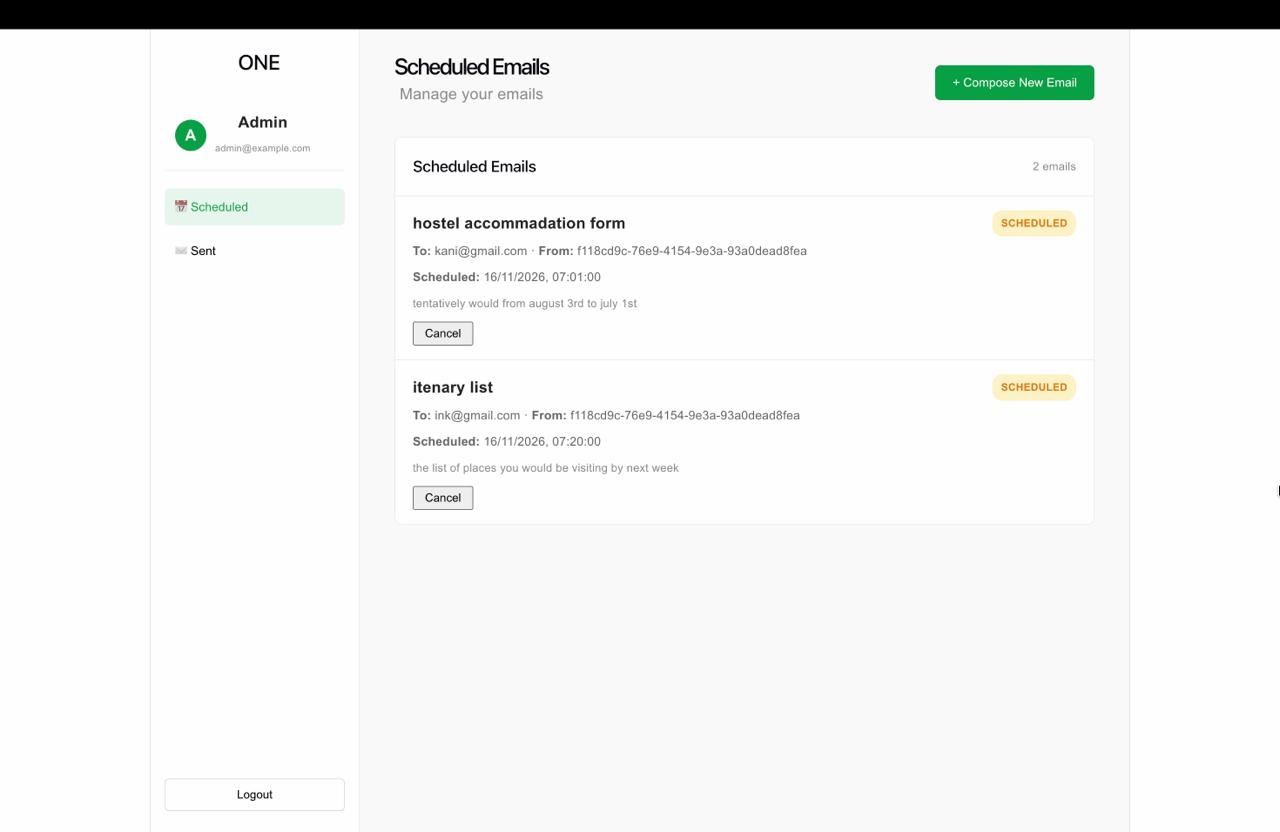 ONE
A
Admin
admin@example.com
📅 Scheduled
✉️ Sent
Logout
Scheduled Emails
Manage your emails
+ Compose New Email
Scheduled Emails
2 emails
hostel accommadation form
SCHEDULED
To: kani@gmail.com · From: f118cd9c-76e9-4154-9e3a-93a0dead8fea
Scheduled: 16/11/2026, 07:01:00
tentatively would from august 3rd to july 1st
Cancel
itenary list
SCHEDULED
To: ink@gmail.com · From: f118cd9c-76e9-4154-9e3a-93a0dead8fea
Scheduled: 16/11/2026, 07:20:00
the list of places you would be visiting by next week
Cancel